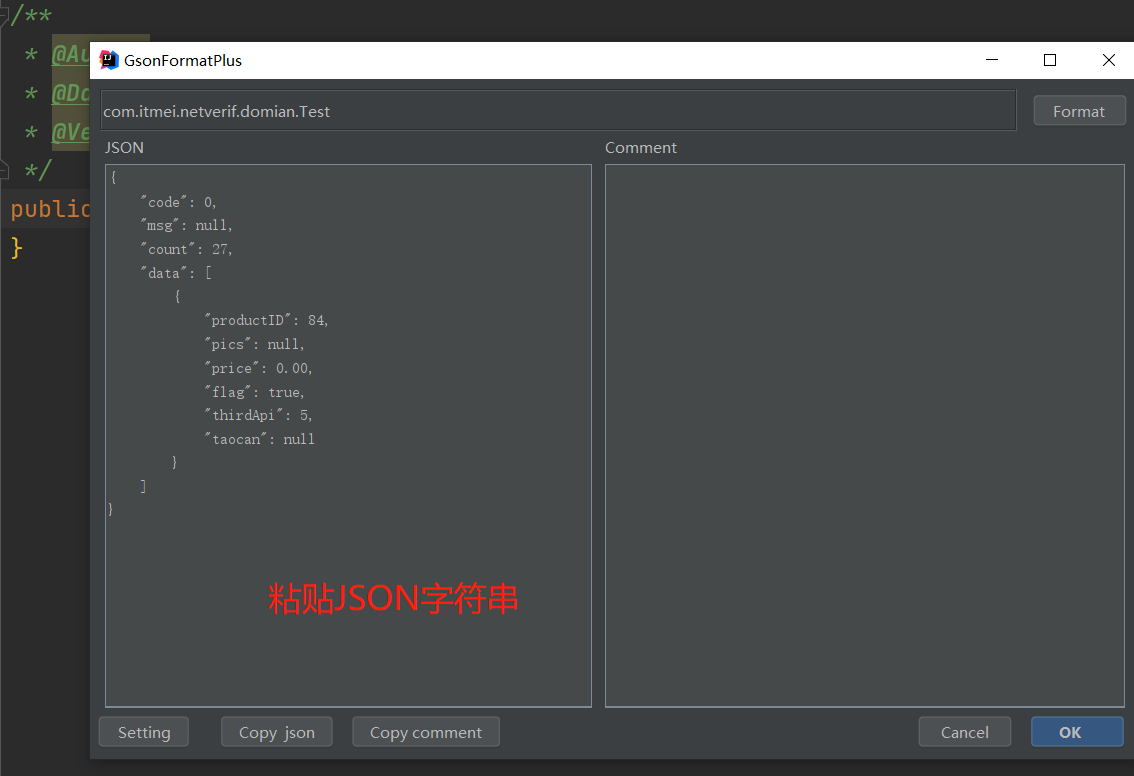 /**
* @Au
GsonFormatPlus
* @Da
com.itmei.netverif.domian.Test
Format
* @Ve
JSON
Comment
*/
{
"code": 0,
public
"msg": null,
}
"count": 27,
"data": [
{
"productID": 84,
"pics": null,
"price": 0.00,
"flag": true,
"thirdApi": 5,
"taocan": null
}
]
}
粘贴JSON字符串
Setting
Copy json
Copy comment
Cancel
OK